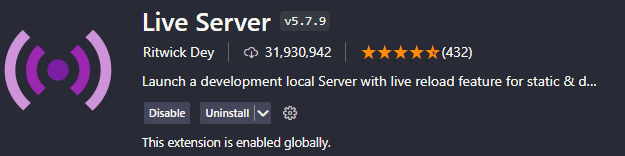 Live Server v5.7.9
Ritwick Dey 31,930,942 (432)
Launch a development local Server with live reload feature for static & d...
Disable Uninstall
This extension is enabled globally.